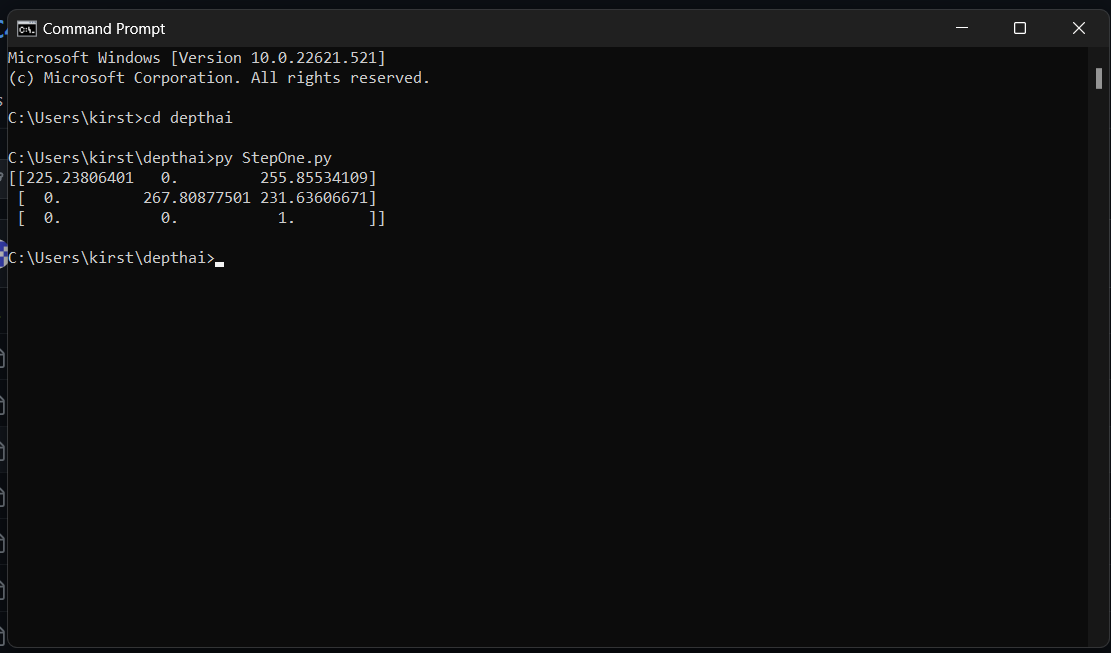 Command Prompt
Microsoft Windows [Version 10.0.22621.521]
(c) Microsoft Corporation. All rights reserved.
C:\Users\kirst>cd depthai
C:\Users\kirst\depthai>py StepOne.py
[[225.23806401   0.         255.85534109]
 [  0.         267.80877501 231.63606671]
 [  0.           0.           1.        ]]
C:\Users\kirst\depthai>